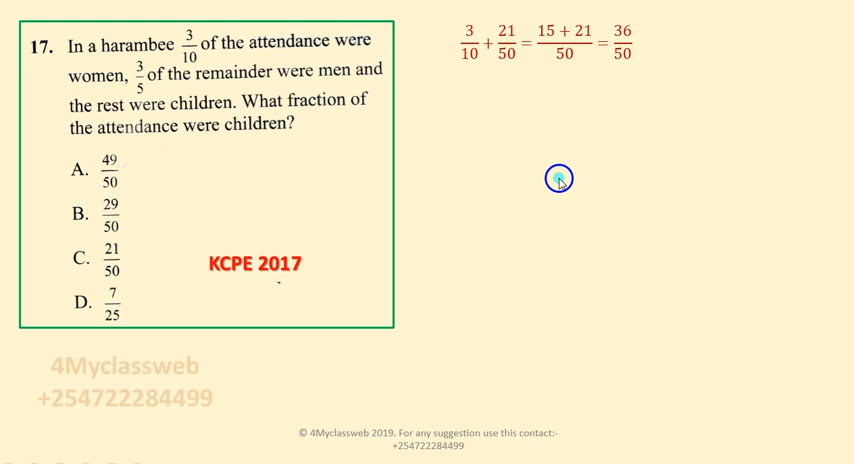 17. In a harambee 3/10 of the attendance were
women, 3/5 of the remainder were men and
the rest were children. What fraction of
the attendance were children?
A. 49/50
B. 29/50
C. 21/50
D. 7/25
KCPE 2017
3/10 + 21/50 = 15 + 21/50 = 36/50
4Myclassweb
+254722284499
© 4Myclassweb 2019. For any suggestion use this contact:-
+254722284499